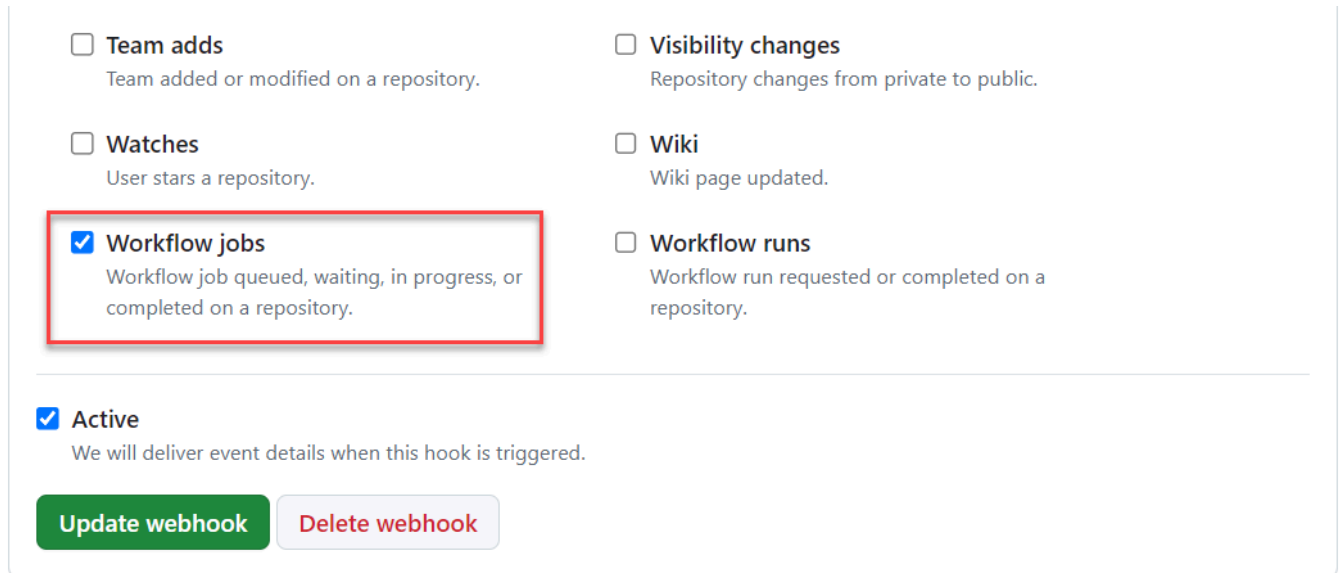 Team adds
Team added or modified on a repository.
Visibility changes
Repository changes from private to public.
Watches
User stars a repository.
Wiki
Wiki page updated.
Workflow jobs
Workflow job queued, waiting, in progress, or
completed on a repository.
Workflow runs
Workflow run requested or completed on a
repository.
Active
We will deliver event details when this hook is triggered.
Update webhook
Delete webhook